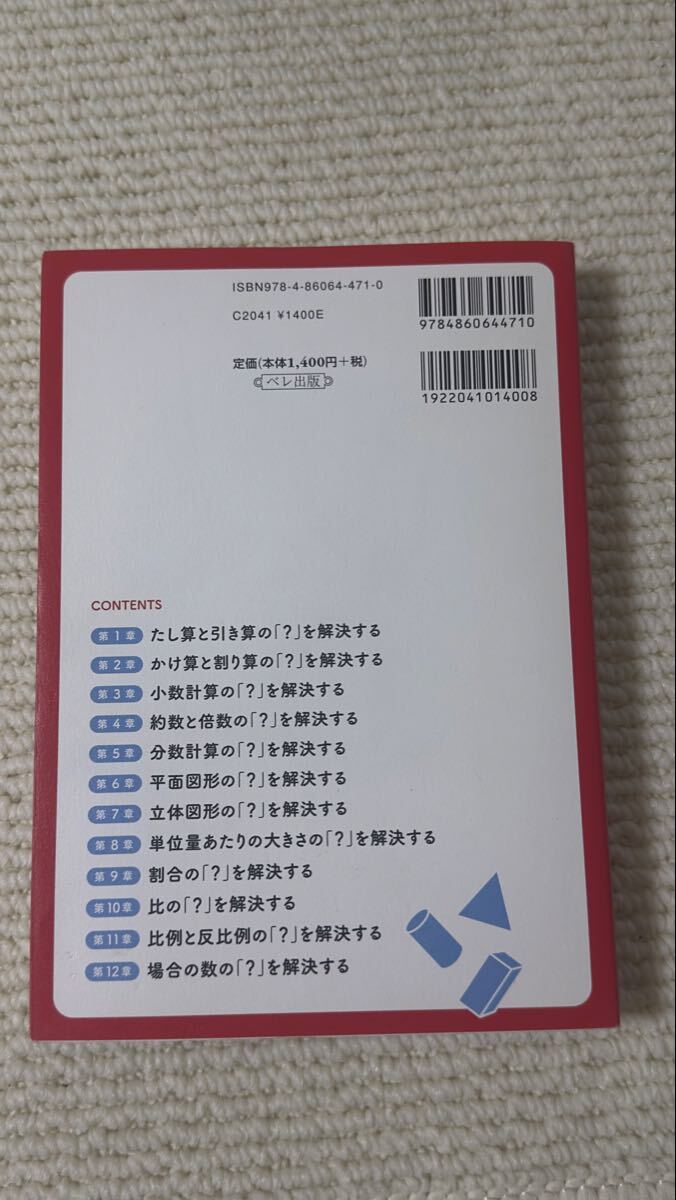 ISBN978-4-86064-471-0
C2041 ¥1400E
9784860644710
定価(本体1,400円+税)
ベレ出版
1922041014008
CONTENTS
第1章 たし算と引き算の「?」を解決する
第2章 かけ算と割り算の「?」を解決する
第3章 小数計算の「?」を解決する
第4章 約数と倍数の「?」を解決する
第5章 分数計算の「?」を解決する
第6章 平面図形の「?」を解決する
第7章 立体図形の「?」を解決する
第8章 単位量あたりの大きさの「?」を解決する
第9章 割合の「?」を解決する
第10章 比の「?」を解決する
第11章 比例と反比例の「?」を解決する
第12章 場合の数の「?」を解決する